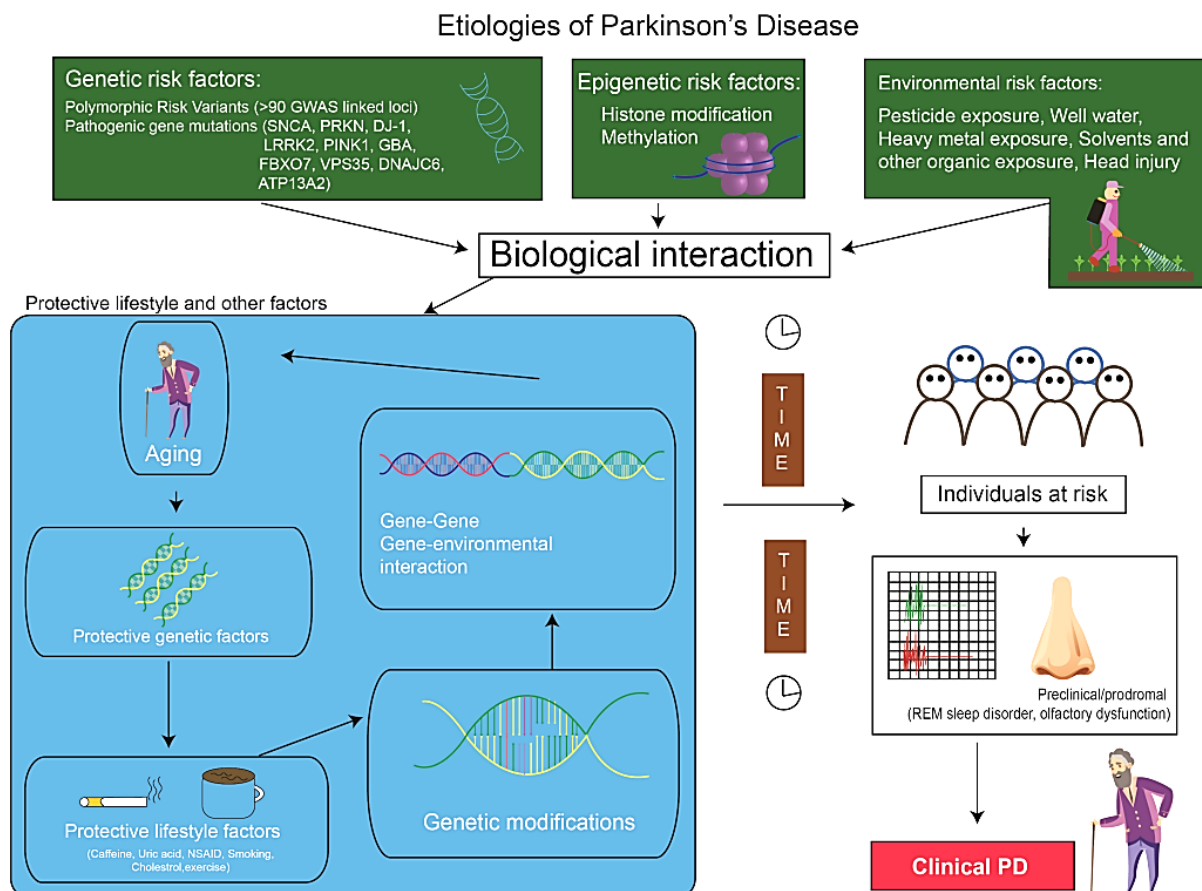 Etiologies of Parkinson's Disease
Genetic risk factors:
Polymorphic Risk Variants (>90 GWAS linked loci)
Pathogenic gene mutations (SNCA, PRKN, DJ-1,
LRRK2, PINK1, GBA,
FBXO7, VPS35, DNAJC6,
ATP13A2)
Epigenetic risk factors:
Histone modification
Methylation
Environmental risk factors:
Pesticide exposure, Well water,
Heavy metal exposure, Solvents and
other organic exposure, Head injury
Biological interaction
Protective lifestyle and other factors
Aging
Protective genetic factors
Protective lifestyle factors
(Caffeine, Uric acid, NSAID, Smoking,
Cholestrol,exercise)
Genetic modifications
Gene-Gene
Gene-environmental
interaction
TIME
TIME
Individuals at risk
Preclinical/prodromal
(REM sleep disorder, olfactory dysfunction)
Clinical PD